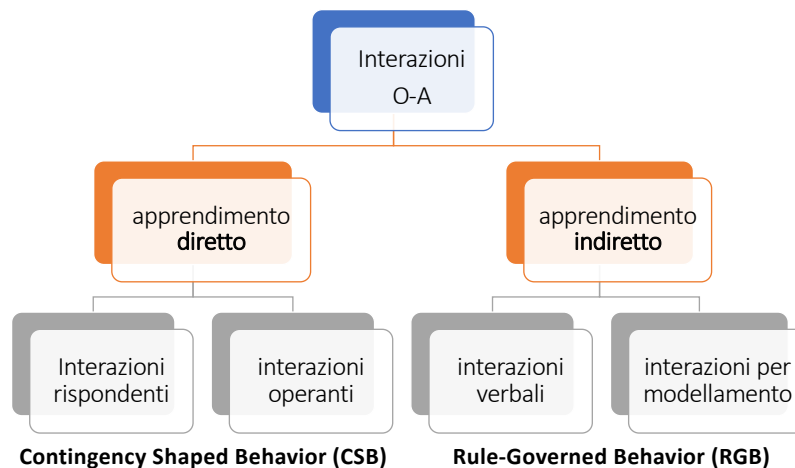 Interazioni
O-A
apprendimento
diretto
apprendimento
indiretto
Interazioni
rispondenti
interazioni
operanti
interazioni
verbali
interazioni per
modellamento
Contingency Shaped Behavior (CSB)
Rule-Governed Behavior (RGB)